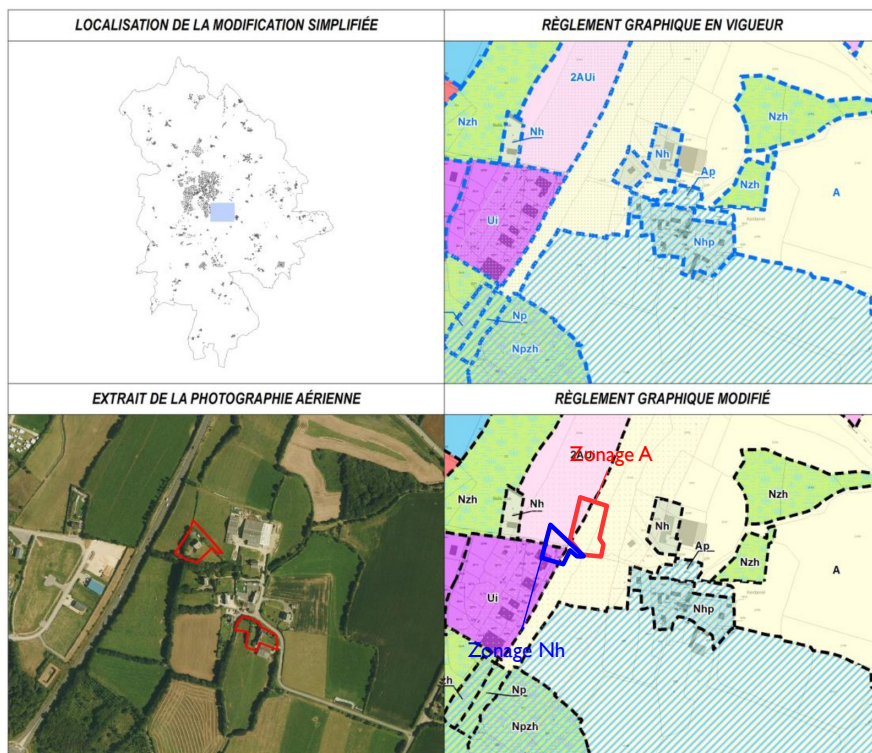 LOCALISATION DE LA MODIFICATION SIMPLIFIÉE
RÈGLEMENT GRAPHIQUE EN VIGUEUR
2AUi
Nzh
Nh
Nh
Nzh
Ap
Nzh
A
Ui
Nhp
Np
Npzh
EXTRAIT DE LA PHOTOGRAPHIE AÉRIENNE
RÈGLEMENT GRAPHIQUE MODIFIÉ
2AUi
Zonage A
Nzh
Nh
Nh
Nzh
Ap
Nzh
A
Ui
Nhp
Zonage Nh
zh
Np
Npzh